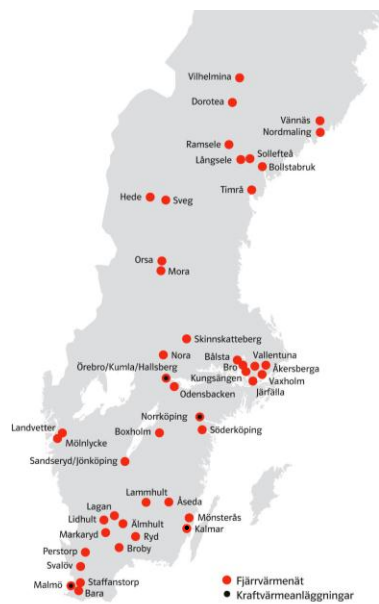 Vilhelmina
Dorotea
Vännäs
Nordmaling
Ramsele
Långsele
Sollefteå
Bollstabruk
Timrå
Hede
Sveg
Orsa
Mora
Skinnskatteberg
Nora
Bålsta
Vallentuna
Bro
Åkersberga
Örebro/Kumla/Hallsberg
Kungsängen
Vaxholm
Järfälla
Odensbacken
Norrköping
Söderköping
Landvetter
Mölnlycke
Boxholm
Sandseryd/Jönköping
Lammhult
Åseda
Lagan
Mönsterås
Lidhult
Älmhult
Kalmar
Markaryd
Ryd
Broby
Perstorp
Svalöv
Malmö
Staffanstorp
Bara
Fjärrvärmenät
Kraftvärmeanläggningar